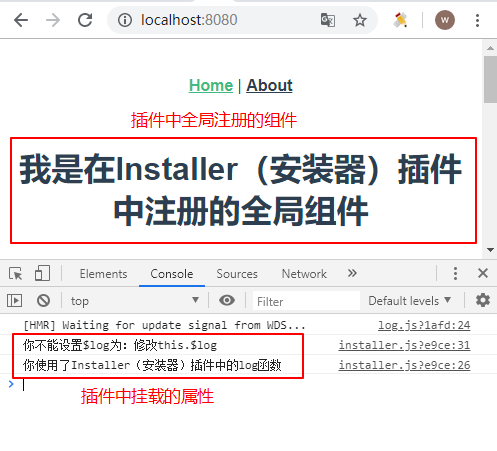 localhost:8080
W
Home | About
插件中全局注册的组件
我是在Installer（安装器）插件
中注册的全局组件
Elements Console Sources Network »
top Filter Default levels ▼
[HMR] Waiting for update signal from WDS... log.js?1afd:24
你不能设置$log为：修改this.$log installer.js?e9ce:31
你使用了Installer（安装器）插件中的log函数 installer.js?e9ce:26
插件中挂载的属性